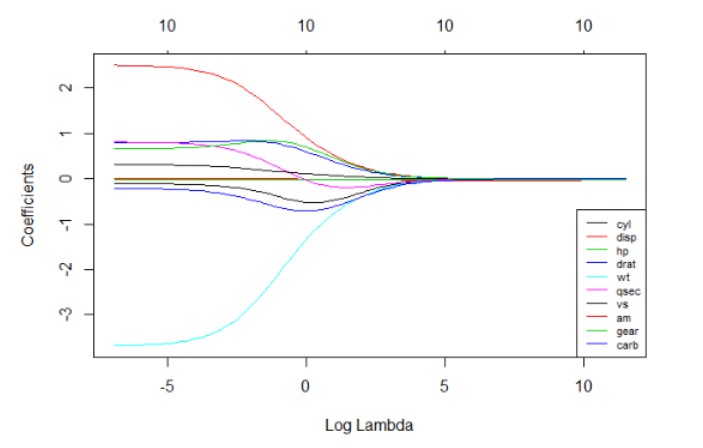 10 10 10 10
2
1
0
-1
-2
-3
Coefficients
cyl
disp
hp
drat
wt
qsec
vs
am
gear
carb
-5 0 5 10
Log Lambda